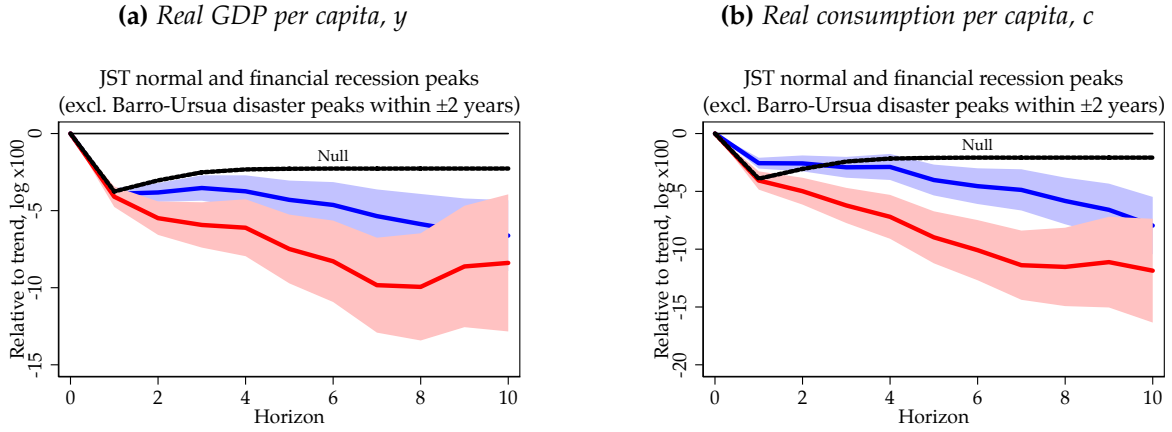 (a) Real GDP per capita, y
JST normal and financial recession peaks
(excl. Barro-Ursua disaster peaks within ±2 years)
Relative to trend, log x100
0
-5
-10
-15
Null
0 2 4 6 8 10
Horizon
(b) Real consumption per capita, c
JST normal and financial recession peaks
(excl. Barro-Ursua disaster peaks within ±2 years)
Relative to trend, log x100
0
-5
-10
-15
-20
Null
0 2 4 6 8 10
Horizon